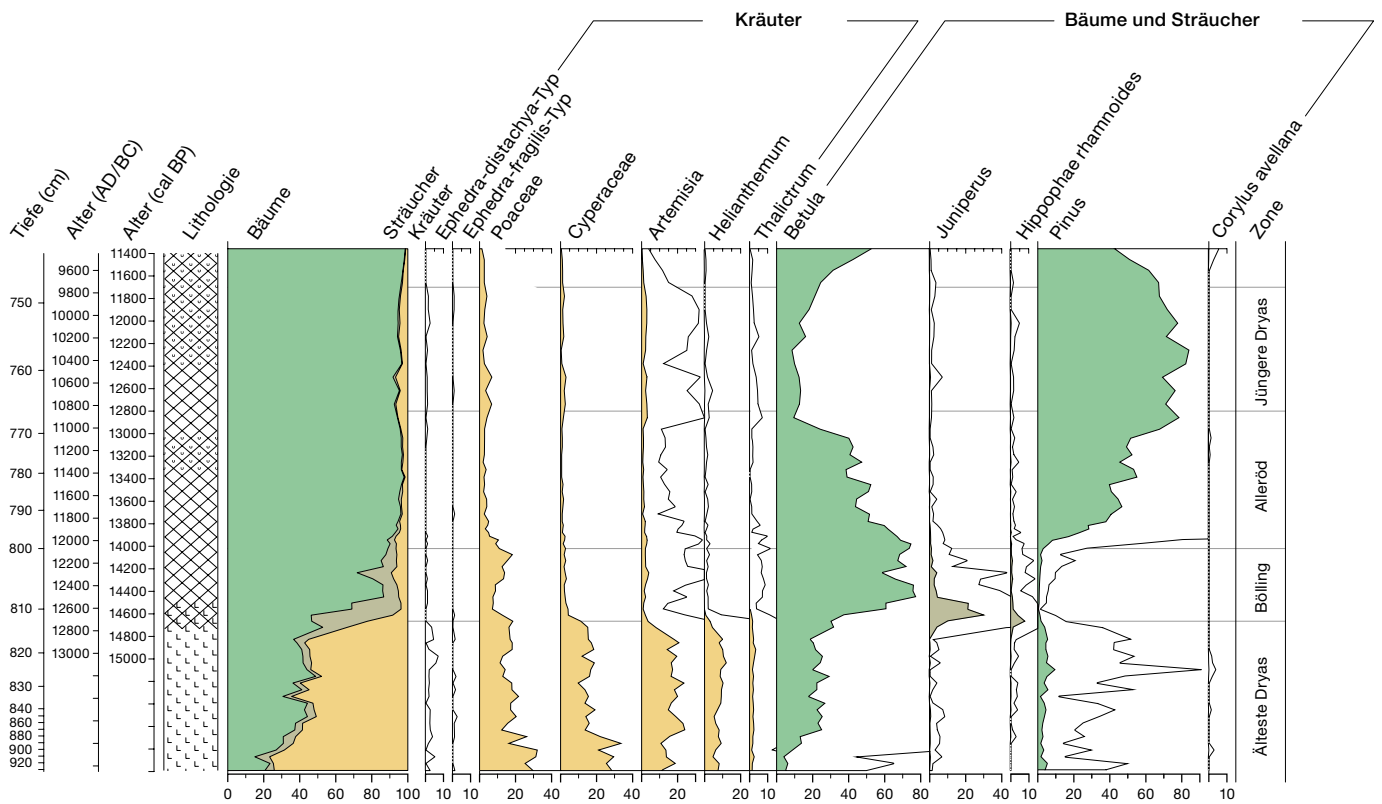 Kräuter
Bäume und Sträucher
Tiefe (cm)
Alter (AD/BC)
Alter (cal BP)
Lithologie
Bäume
Sträucher
Kräuter
Ephedra-distachya-Typ
Ephedra-fragilis-Typ
Poaceae
Cyperaceae
Artemisia
Helianthemum
Thalictrum
Betula
Juniperus
Hippophae rhamnoides
Pinus
Corylus avellana
Zone
750
760
770
780
790
800
810
820
830
840
860
880
900
920
9600
9800
10000
10200
10400
10600
10800
11000
11200
11400
11600
11800
12000
12200
12400
12600
12800
13000
11400
11600
11800
12000
12200
12400
12600
12800
13000
13200
13400
13600
13800
14000
14200
14400
14600
14800
15000
Jüngere Dryas
Alleröd
Bölling
Älteste Dryas
0 20 40 60 80 100 10 10 20 40 20 40 20 20 10 20 40 60 80 10 20 30 40 10 20 40 60 80 10